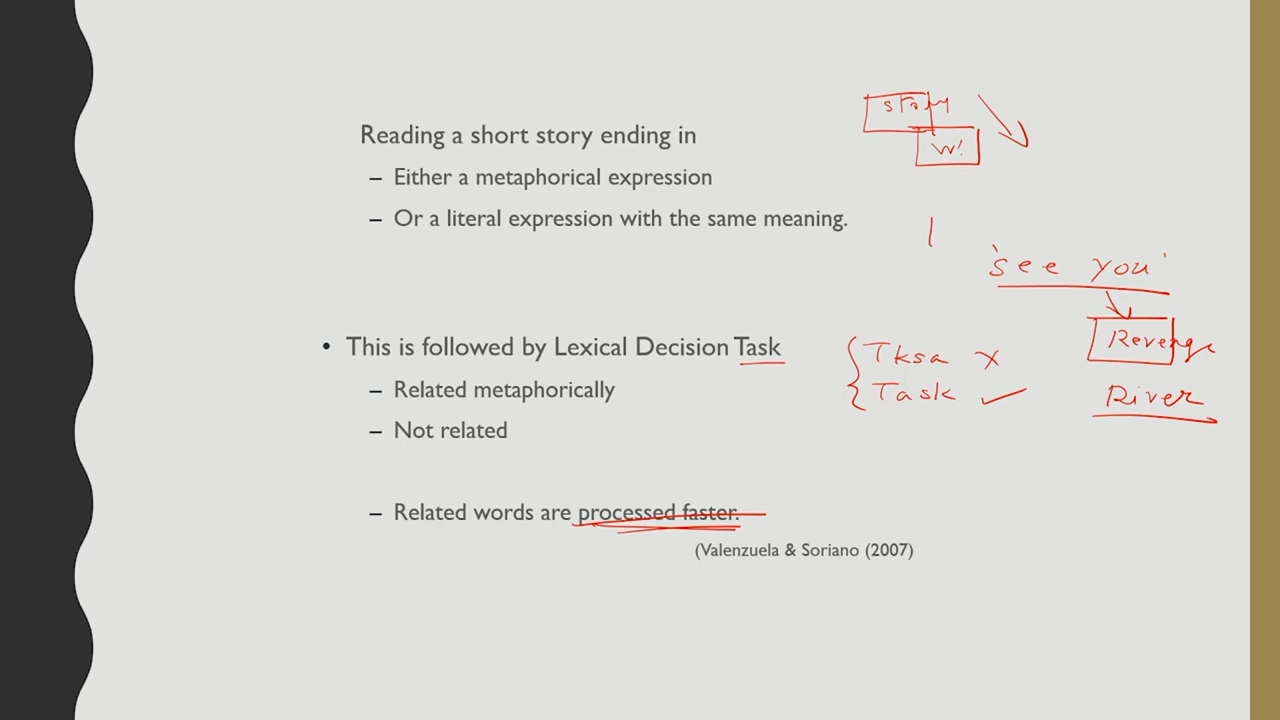 Reading a short story ending in
– Either a metaphorical expression
– Or a literal expression with the same meaning.
• This is followed by Lexical Decision Task
– Related metaphorically
– Not related
– Related words are processed faster.
(Valenzuela & Soriano (2007)
story
W!
'see you'
Revenge
River
Tksa ×
Task ✓